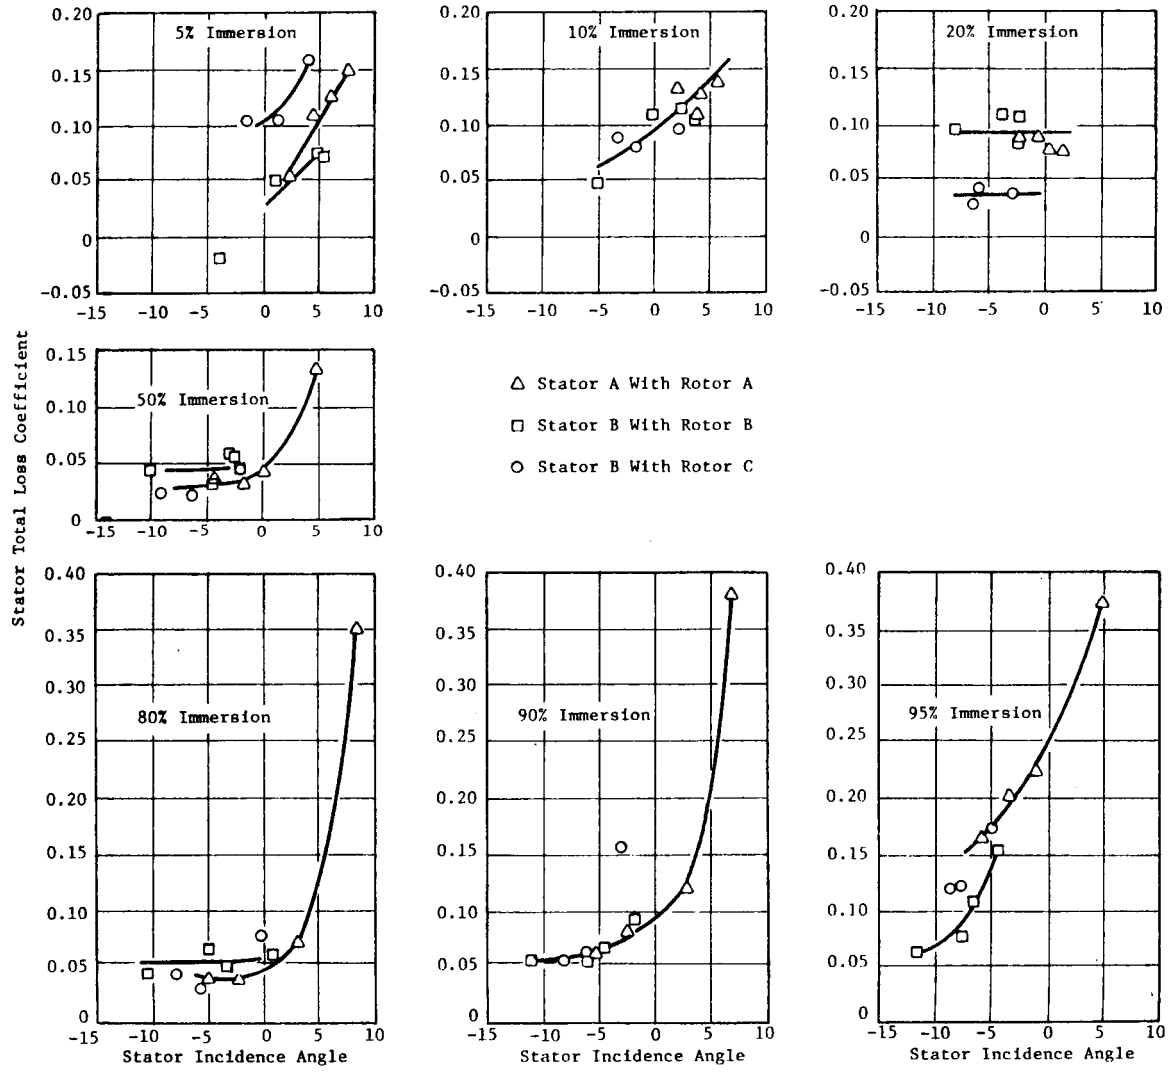 0.20
0.15
0.10
0.05
0
-0.05
5% Immersion
-15 -10 -5 0 5 10
0.20
0.15
0.10
0.05
0
-0.05
10% Immersion
-15 -10 -5 0 5 10
0.20
0.15
0.10
0.05
0
-0.05
20% Immersion
-15 -10 -5 0 5 10
Stator Total Loss Coefficient
0.15
0.10
0.05
0
50% Immersion
-15 -10 -5 0 5 10
Stator A With Rotor A
Stator B With Rotor B
Stator B With Rotor C
0.40
0.35
0.30
0.25
0.20
0.15
0.10
0.05
0
80% Immersion
-15 -10 -5 0 5 10
Stator Incidence Angle
0.40
0.35
0.30
0.25
0.20
0.15
0.10
0.05
0
90% Immersion
-15 -10 -5 0 5 10
Stator Incidence Angle
0.40
0.35
0.30
0.25
0.20
0.15
0.10
0.05
0
95% Immersion
-15 -10 -5 0 5 10
Stator Incidence Angle